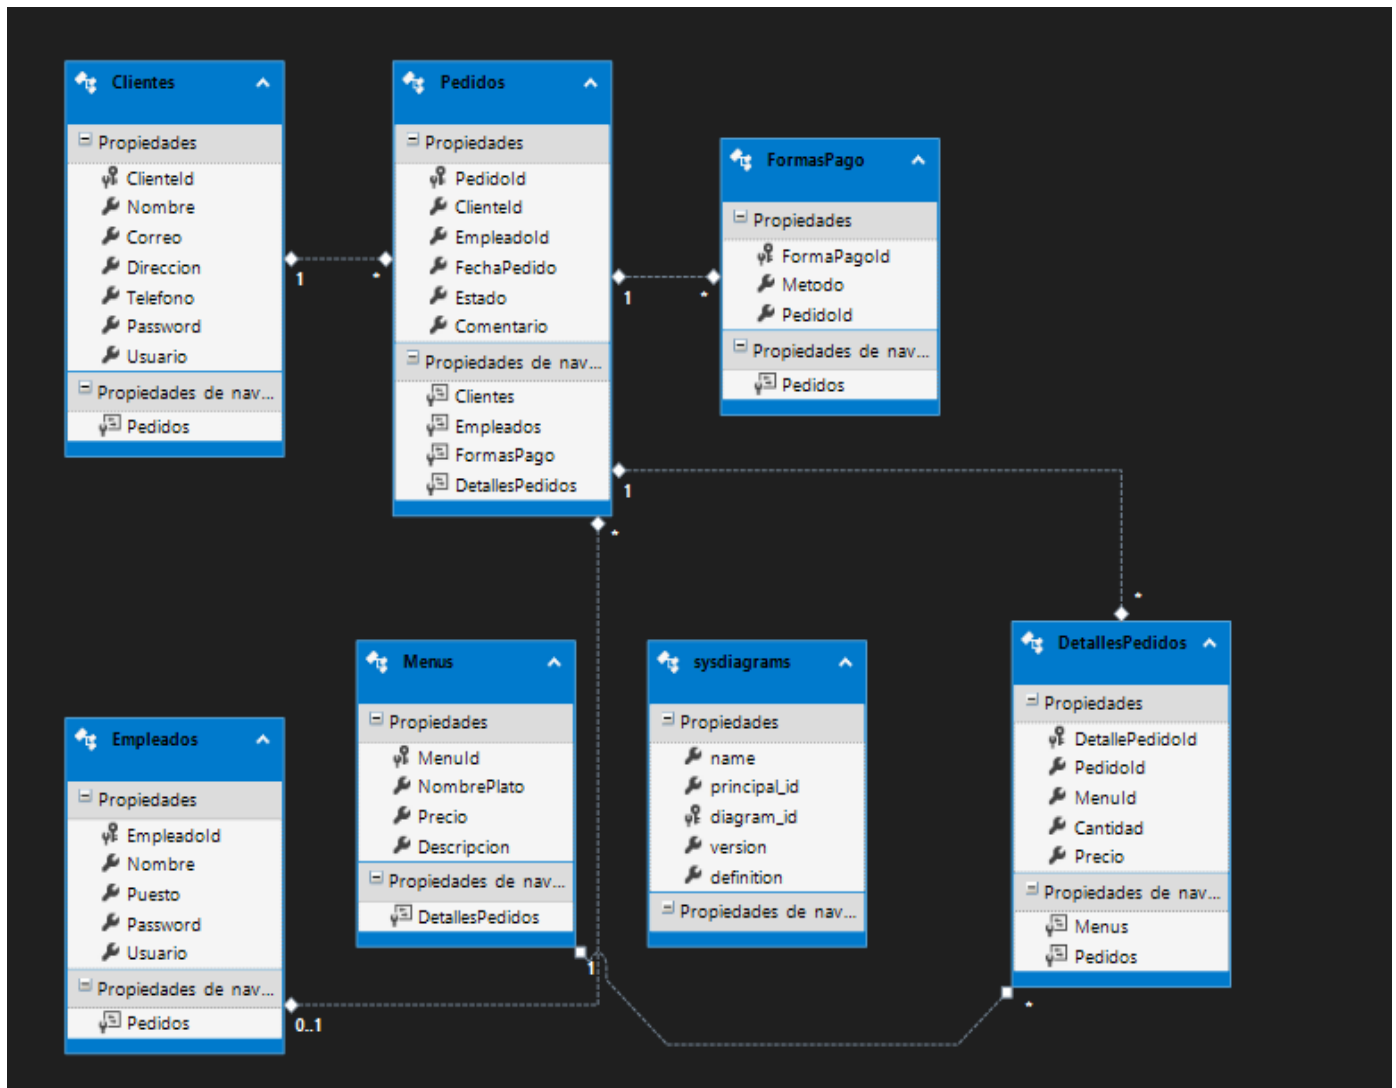 Clientes
Propiedades
ClienteId
Nombre
Correo
Direccion
Telefono
Password
Usuario
Propiedades de nav...
Pedidos
1
*
Pedidos
Propiedades
PedidoId
ClienteId
EmpleadoId
FechaPedido
Estado
Comentario
Propiedades de nav...
Clientes
Empleados
FormasPago
DetallesPedidos
1
*
FormasPago
Propiedades
FormaPagoId
Metodo
PedidoId
Propiedades de nav...
Pedidos
1
*
*
Empleados
Propiedades
EmpleadoId
Nombre
Puesto
Password
Usuario
Propiedades de nav...
Pedidos
0..1
Menus
Propiedades
MenuId
NombrePlato
Precio
Descripcion
Propiedades de nav...
DetallesPedidos
1
*
sysdiagrams
Propiedades
name
principal_id
diagram_id
version
definition
Propiedades de nav...
DetallesPedidos
Propiedades
DetallePedidoId
PedidoId
MenuId
Cantidad
Precio
Propiedades de nav...
Menus
Pedidos